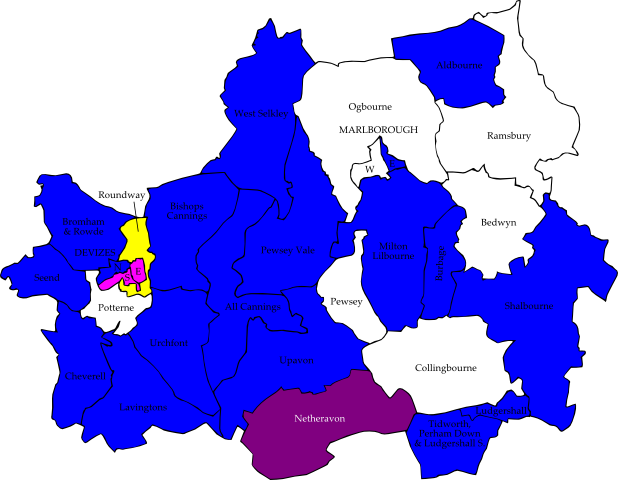 Aldbourne
Ogbourne
West Selkley
MARLBOROUGH
Ramsbury
W
Roundway
Bishops
Cannings
Bromham
& Rowde
Bedwyn
DEVIZES
Pewsey Vale
Milton
Lilbourne
Burbage
N
E
S
Seend
Pewsey
Potterne
All Cannings
Shalbourne
Urchfont
Upavon
Collingbourne
Cheverell
Lavingtons
Netheravon
Ludgershall
Tidworth,
Perham Down
& Ludgershall S